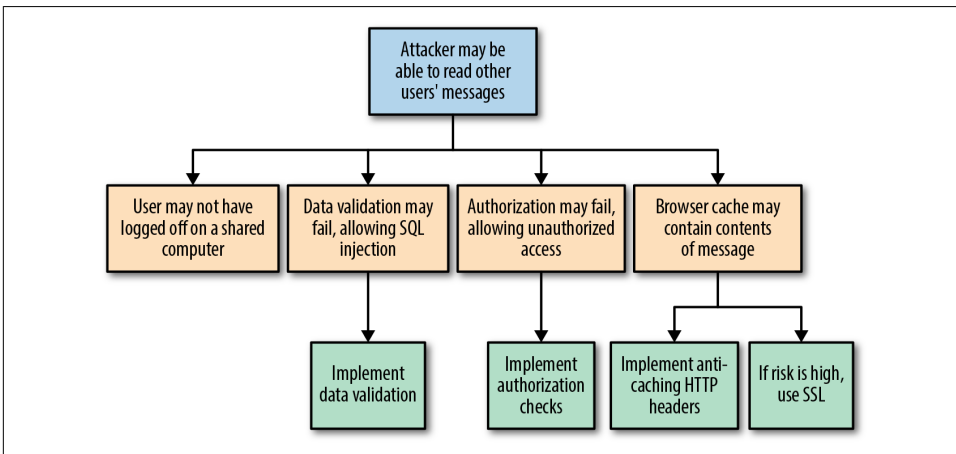 Attacker may be
able to read other
users' messages
User may not have
logged off on a shared
computer
Data validation may
fail, allowing SQL
injection
Authorization may fail,
allowing unauthorized
access
Browser cache may
contain contents
of message
Implement
data validation
Implement
authorization
checks
Implement anti-
caching HTTP
headers
If risk is high,
use SSL